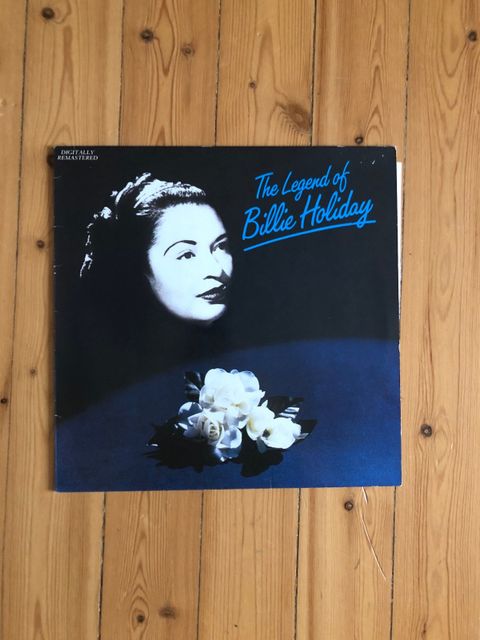 DIGITALLY
REMASTERED
The Legend of
Billie Holiday